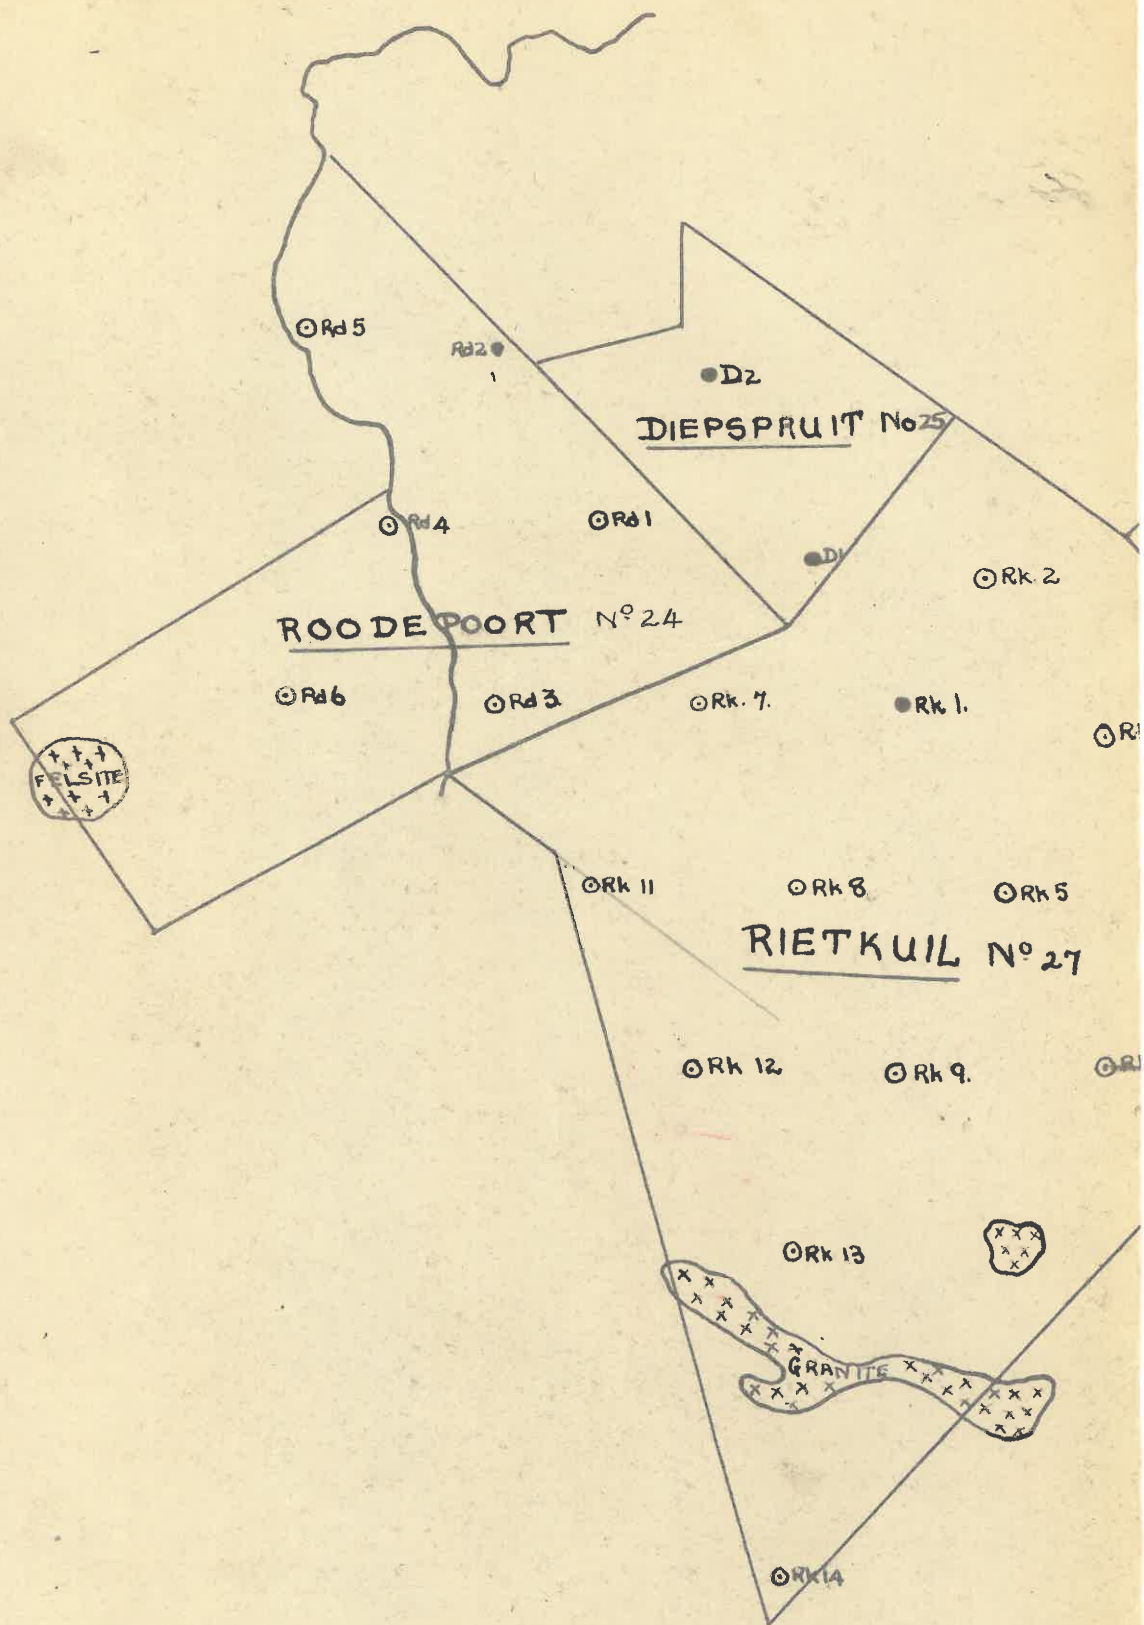 Rd 5
Rd2
D2
DIEPSPRUIT No 25
Rd 4
Rd 1
D1
Rk. 2
ROODEPOORT Nº 24
Rd 6
Rd 3
Rk. 7.
Rk 1.
FELSITE
Rk 11
Rk 8
Rk 5
RIETKUIL Nº 27
Rk 12
Rk 9.
Rk 13
GRANITE
Rk 14